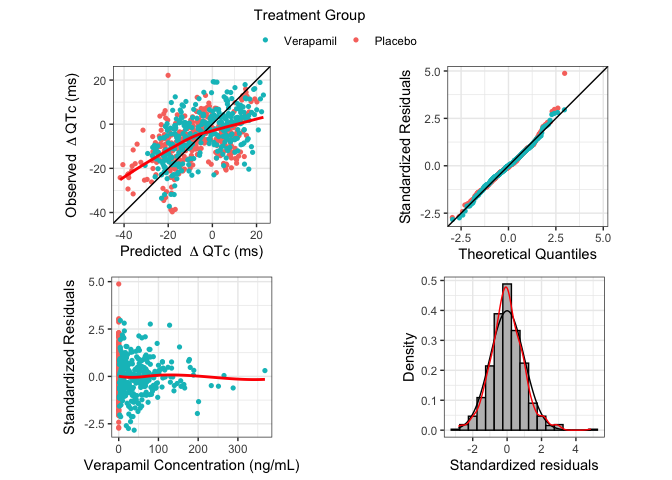 Treatment Group
Verapamil Placebo
Observed Δ QTc (ms)
20
0
-20
-40
-40 -20 0 20
Predicted Δ QTc (ms)
Standardized Residuals
5.0
2.5
0.0
-2.5
-2.5 0.0 2.5 5.0
Theoretical Quantiles
Standardized Residuals
5.0
2.5
0.0
-2.5
0 100 200 300
Verapamil Concentration (ng/mL)
Density
0.5
0.4
0.3
0.2
0.1
0.0
-2 0 2 4
Standardized residuals